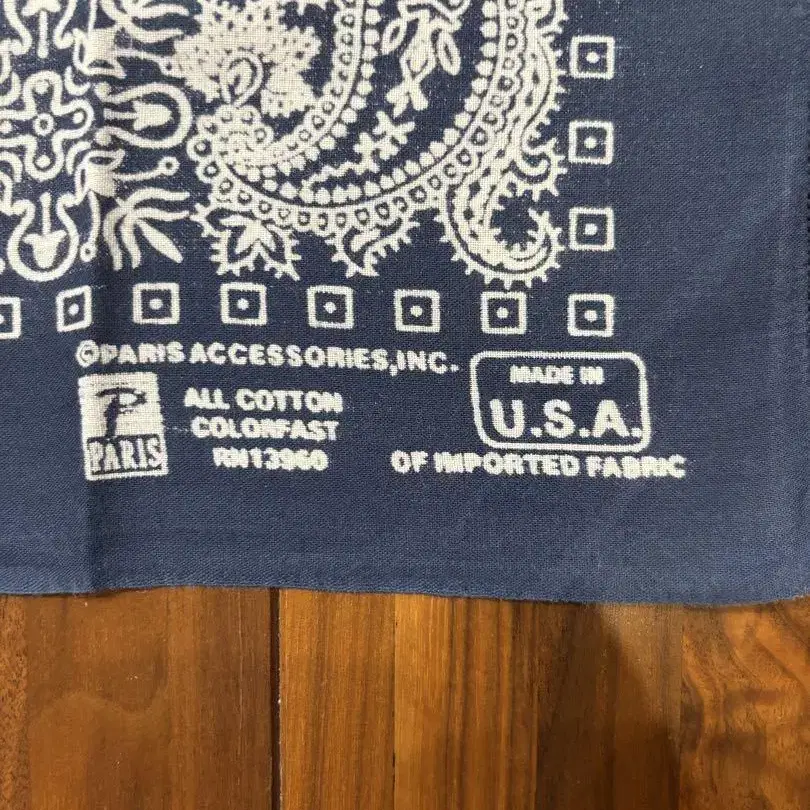 ©PARIS ACCESSORIES, INC.
P
PARIS
ALL COTTON
COLORFAST
RN13960
MADE IN
U.S.A.
OF IMPORTED FABRIC